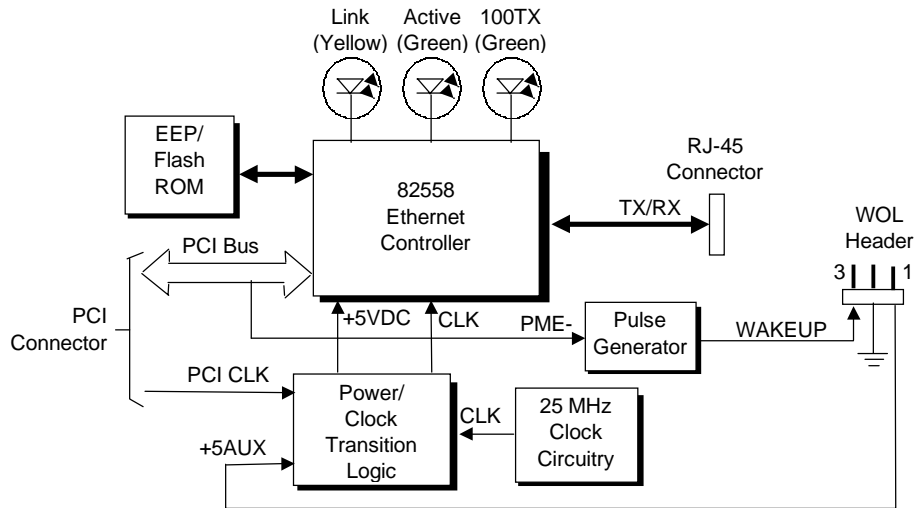 Link
(Yellow)
Active
(Green)
100TX
(Green)
EEP/
Flash
ROM
82558
Ethernet
Controller
RJ-45
Connector
TX/RX
WOL
Header
3
1
PCI Bus
PCI
Connector
+5VDC
CLK
PME-
Pulse
Generator
WAKEUP
PCI CLK
Power/
Clock
Transition
Logic
CLK
25 MHz
Clock
Circuitry
+5AUX